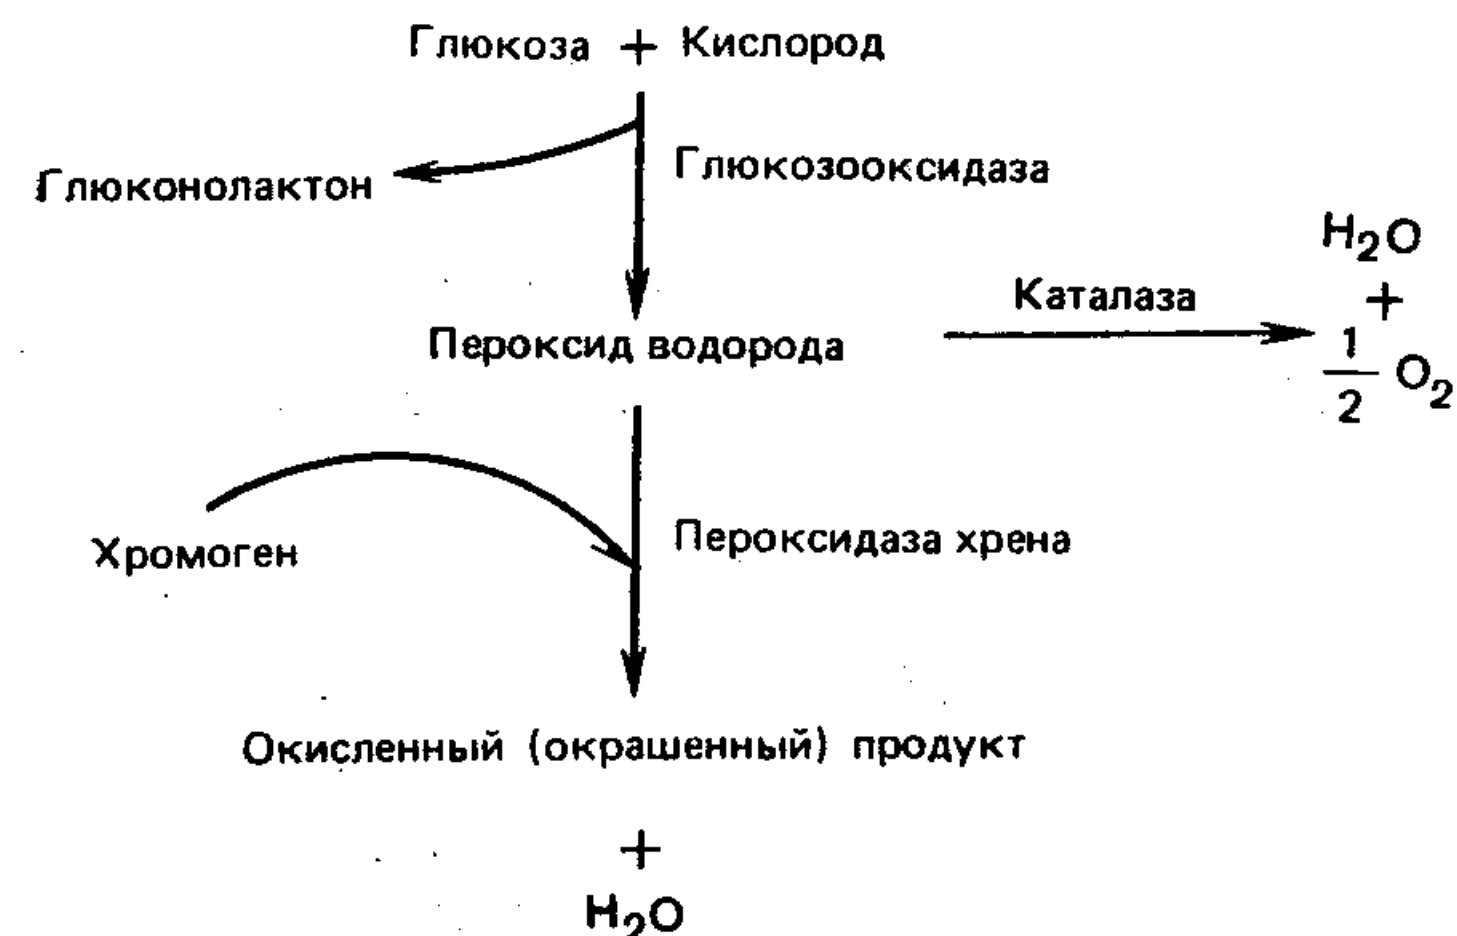 Глюкоза + Кислород
Глюконолактон
Глюкозооксидаза
Пероксид водорода
Каталаза
H₂O
+
1/2 O₂
Хромоген
Пероксидаза хрена
Окисленный (окрашенный) продукт
+
H₂O